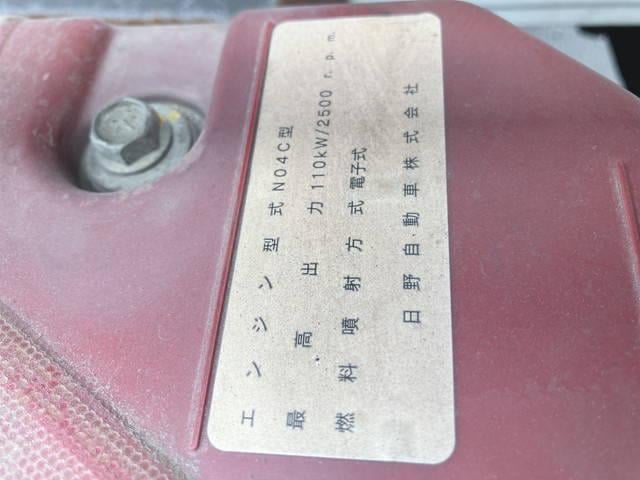 エンジン型式 N04C型
最高出力 110kW/2500 r.p.m.
燃料噴射方式 電子式
日野自動車株式会社